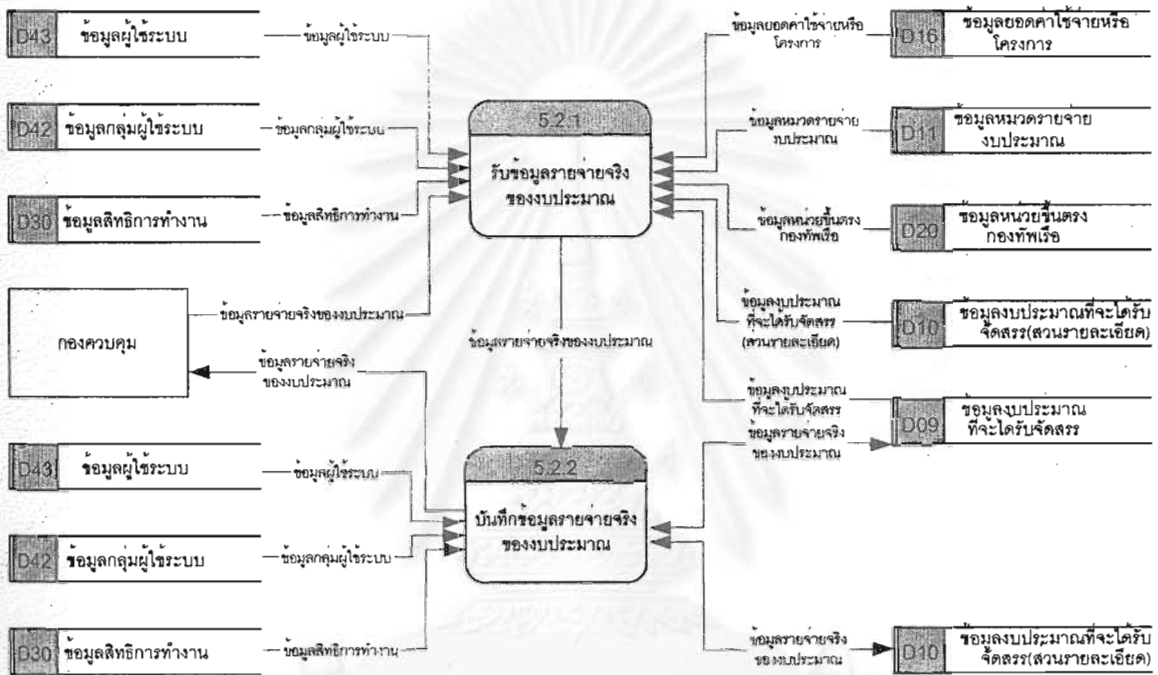 D43 ข้อมูลผู้ใช้ระบบ
ข้อมูลผู้ใช้ระบบ
ข้อมูลยอดค่าใช้จ่ายหรือ
โครงการ
D16 ข้อมูลยอดค่าใช้จ่ายหรือ
โครงการ
D42 ข้อมูลกลุ่มผู้ใช้ระบบ
ข้อมูลกลุ่มผู้ใช้ระบบ
5.2.1
รับข้อมูลรายจ่ายจริง
ของงบประมาณ
ข้อมูลหมวดรายจ่าย
งบประมาณ
D11 ข้อมูลหมวดรายจ่าย
งบประมาณ
D30 ข้อมูลสิทธิการทำงาน
ข้อมูลสิทธิการทำงาน
ข้อมูลหน่วยขึ้นตรง
กองทัพเรือ
D20 ข้อมูลหน่วยขึ้นตรง
กองทัพเรือ
กองควบคุม
ข้อมูลรายจ่ายจริงของงบประมาณ
ข้อมูลรายจ่ายจริง
ของงบประมาณ
ข้อมูลรายจ่ายจริงของงบประมาณ
ข้อมูลงบประมาณ
ที่จะได้รับจัดสรร
(ส่วนรายละเอียด)
D10 ข้อมูลงบประมาณที่จะได้รับ
จัดสรร(ส่วนรายละเอียด)
ข้อมูลงบประมาณ
ที่จะได้รับจัดสรร
ข้อมูลรายจ่ายจริง
ของงบประมาณ
D09 ข้อมูลงบประมาณ
ที่จะได้รับจัดสรร
D43 ข้อมูลผู้ใช้ระบบ
ข้อมูลผู้ใช้ระบบ
5.2.2
บันทึกข้อมูลรายจ่ายจริง
ของงบประมาณ
D42 ข้อมูลกลุ่มผู้ใช้ระบบ
ข้อมูลกลุ่มผู้ใช้ระบบ
D30 ข้อมูลสิทธิการทำงาน
ข้อมูลสิทธิการทำงาน
ข้อมูลรายจ่ายจริง
ของงบประมาณ
D10 ข้อมูลงบประมาณที่จะได้รับ
จัดสรร(ส่วนรายละเอียด)